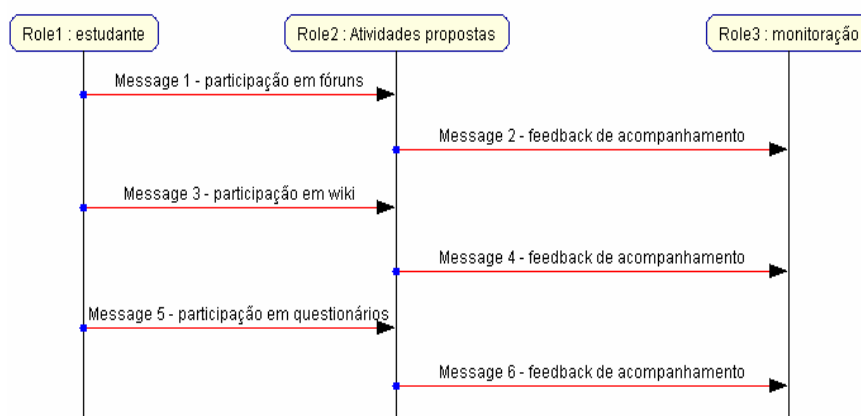 Role1 : estudante
Role2 : Atividades propostas
Role3 : monitoração
Message 1 - participação em fóruns
Message 2 - feedback de acompanhamento
Message 3 - participação em wiki
Message 4 - feedback de acompanhamento
Message 5 - participação em questionários
Message 6 - feedback de acompanhamento